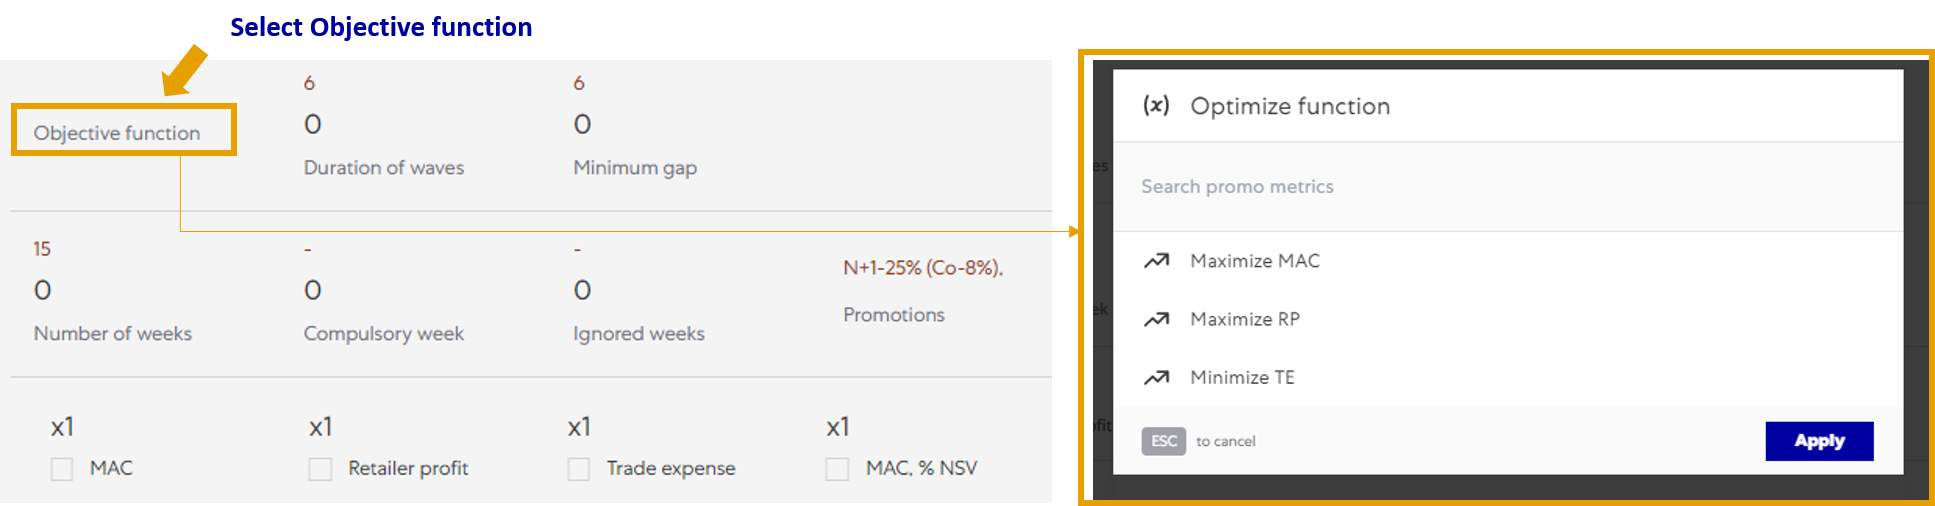 Select Objective function
Objective function
6
0
Duration of waves
6
0
Minimum gap
15
0
Number of weeks
-
0
Compulsory week
-
0
Ignored weeks
N+1-25% (Co-8%),
Promotions
x1
MAC
x1
Retailer profit
x1
Trade expense
x1
MAC, % NSV
(x) Optimize function
Search promo metrics
Maximize MAC
Maximize RP
Minimize TE
ESC to cancel
Apply